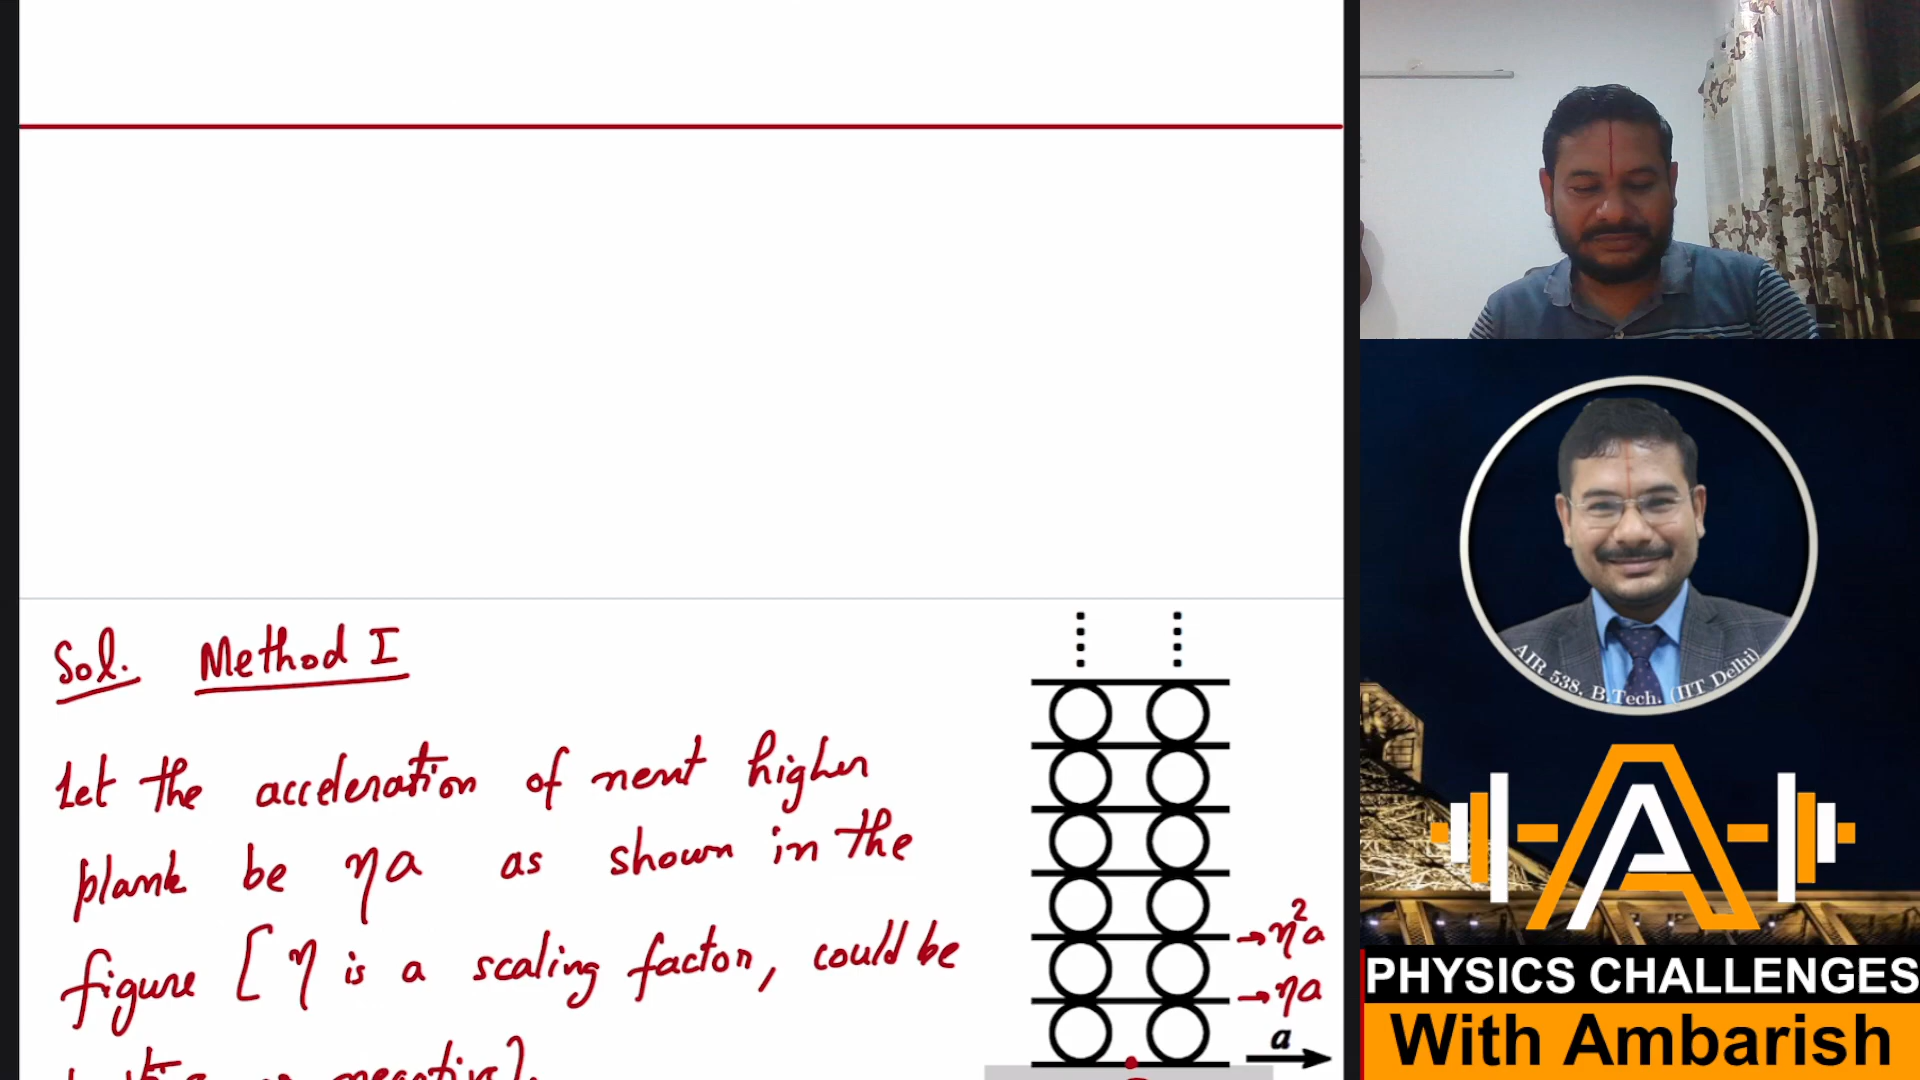 Sol. Method I
Let the acceleration of next higher
plank be ηa as shown in the
figure [ η is a scaling factor, could be
negative].
→η²a
→ηa
a
AIR 538, B.Tech. (IIT Delhi)
A
PHYSICS CHALLENGES
With Ambarish